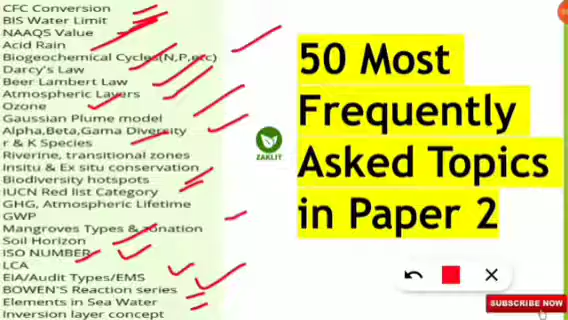 CFC Conversion
BIS Water Limit
NAAQS Value
Acid Rain
Biogeochemical Cycles(N,P,etc)
Darcy's Law
Beer Lambert Law
Atmospheric Layers
Ozone
Gaussian Plume model
Alpha,Beta,Gama Diversity
r & K Species
Riverine, transitional zones
Insitu & Ex situ conservation
Biodiversity hotspots
IUCN Red list Category
GHG, Atmospheric Lifetime
GWP
Mangroves Types & zonation
Soil Horizon
ISO NUMBER
LCA
EIA/Audit Types/EMS
BOWEN`S Reaction series
Elements in Sea Water
Inversion layer concept
ZAKLIT
50 Most
Frequently
Asked Topics
in Paper 2
SUBSCRIBE NOW